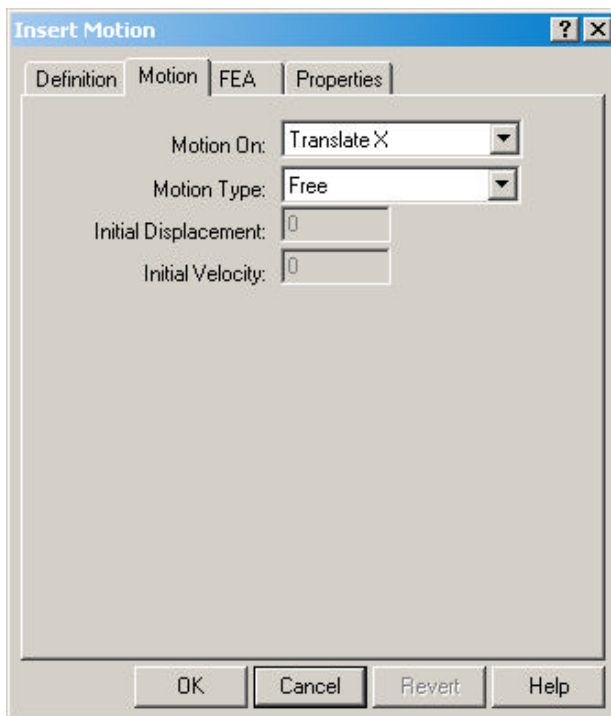 Insert Motion
Definition Motion FEA Properties
Motion On: Translate X
Motion Type: Free
Initial Displacement: 0
Initial Velocity: 0
OK Cancel Revert Help